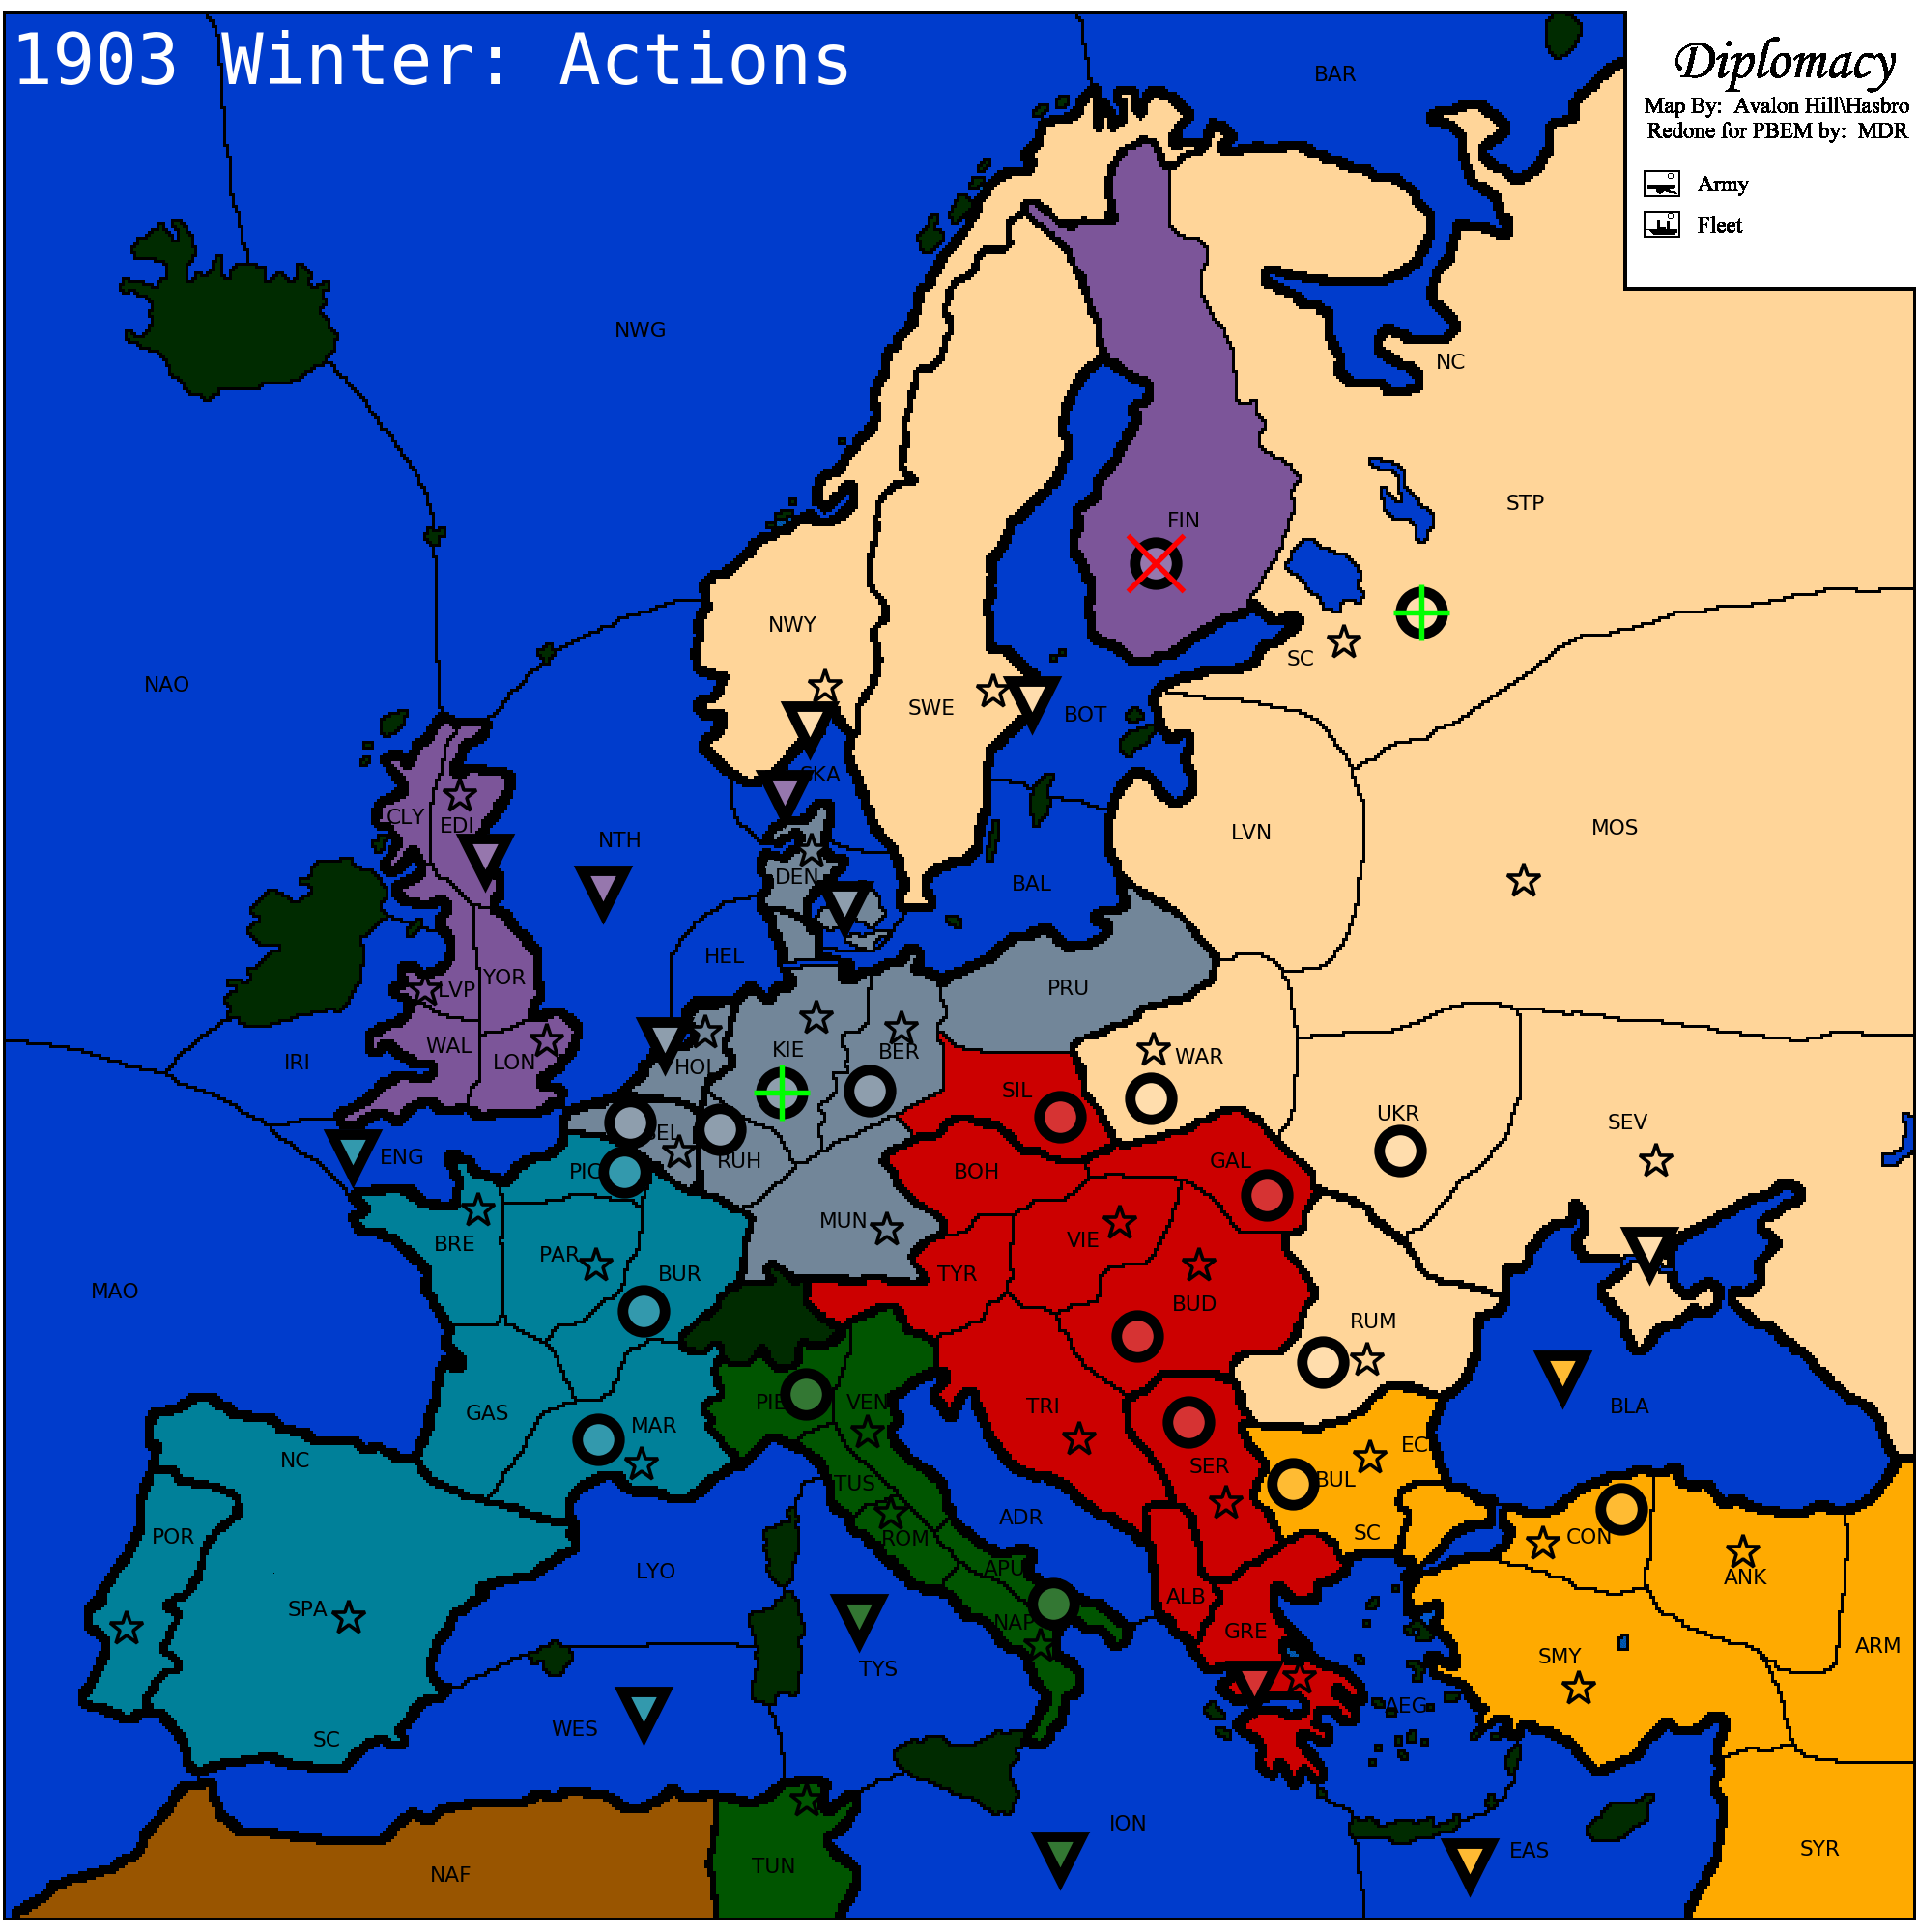 1903 Winter: Actions
Diplomacy
Map By: Avalon Hill\Hasbro
Redone for PBEM by: MDR
Army
Fleet
BAR
NWG
NC
STP
FIN
NWY
SC
NAO
SWE
BOT
SKA
CLY
EDI
NTH
LVN
MOS
DEN
BAL
HEL
YOR
LVP
PRU
WAL
LON
IRI
KIE
BER
HOL
WAR
SIL
UKR
SEV
ENG
PIC
BEL
RUH
BOH
GAL
MUN
BRE
PAR
VIE
BUR
TYR
MAO
BUD
RUM
PIE
VEN
TRI
BLA
GAS
MAR
NC
EC
SER
TUS
BUL
POR
ADR
SC
CON
ROM
LYO
APU
ANK
ALB
SPA
NAP
GRE
ARM
SMY
TYS
AEG
WES
SC
ION
EAS
SYR
TUN
NAF